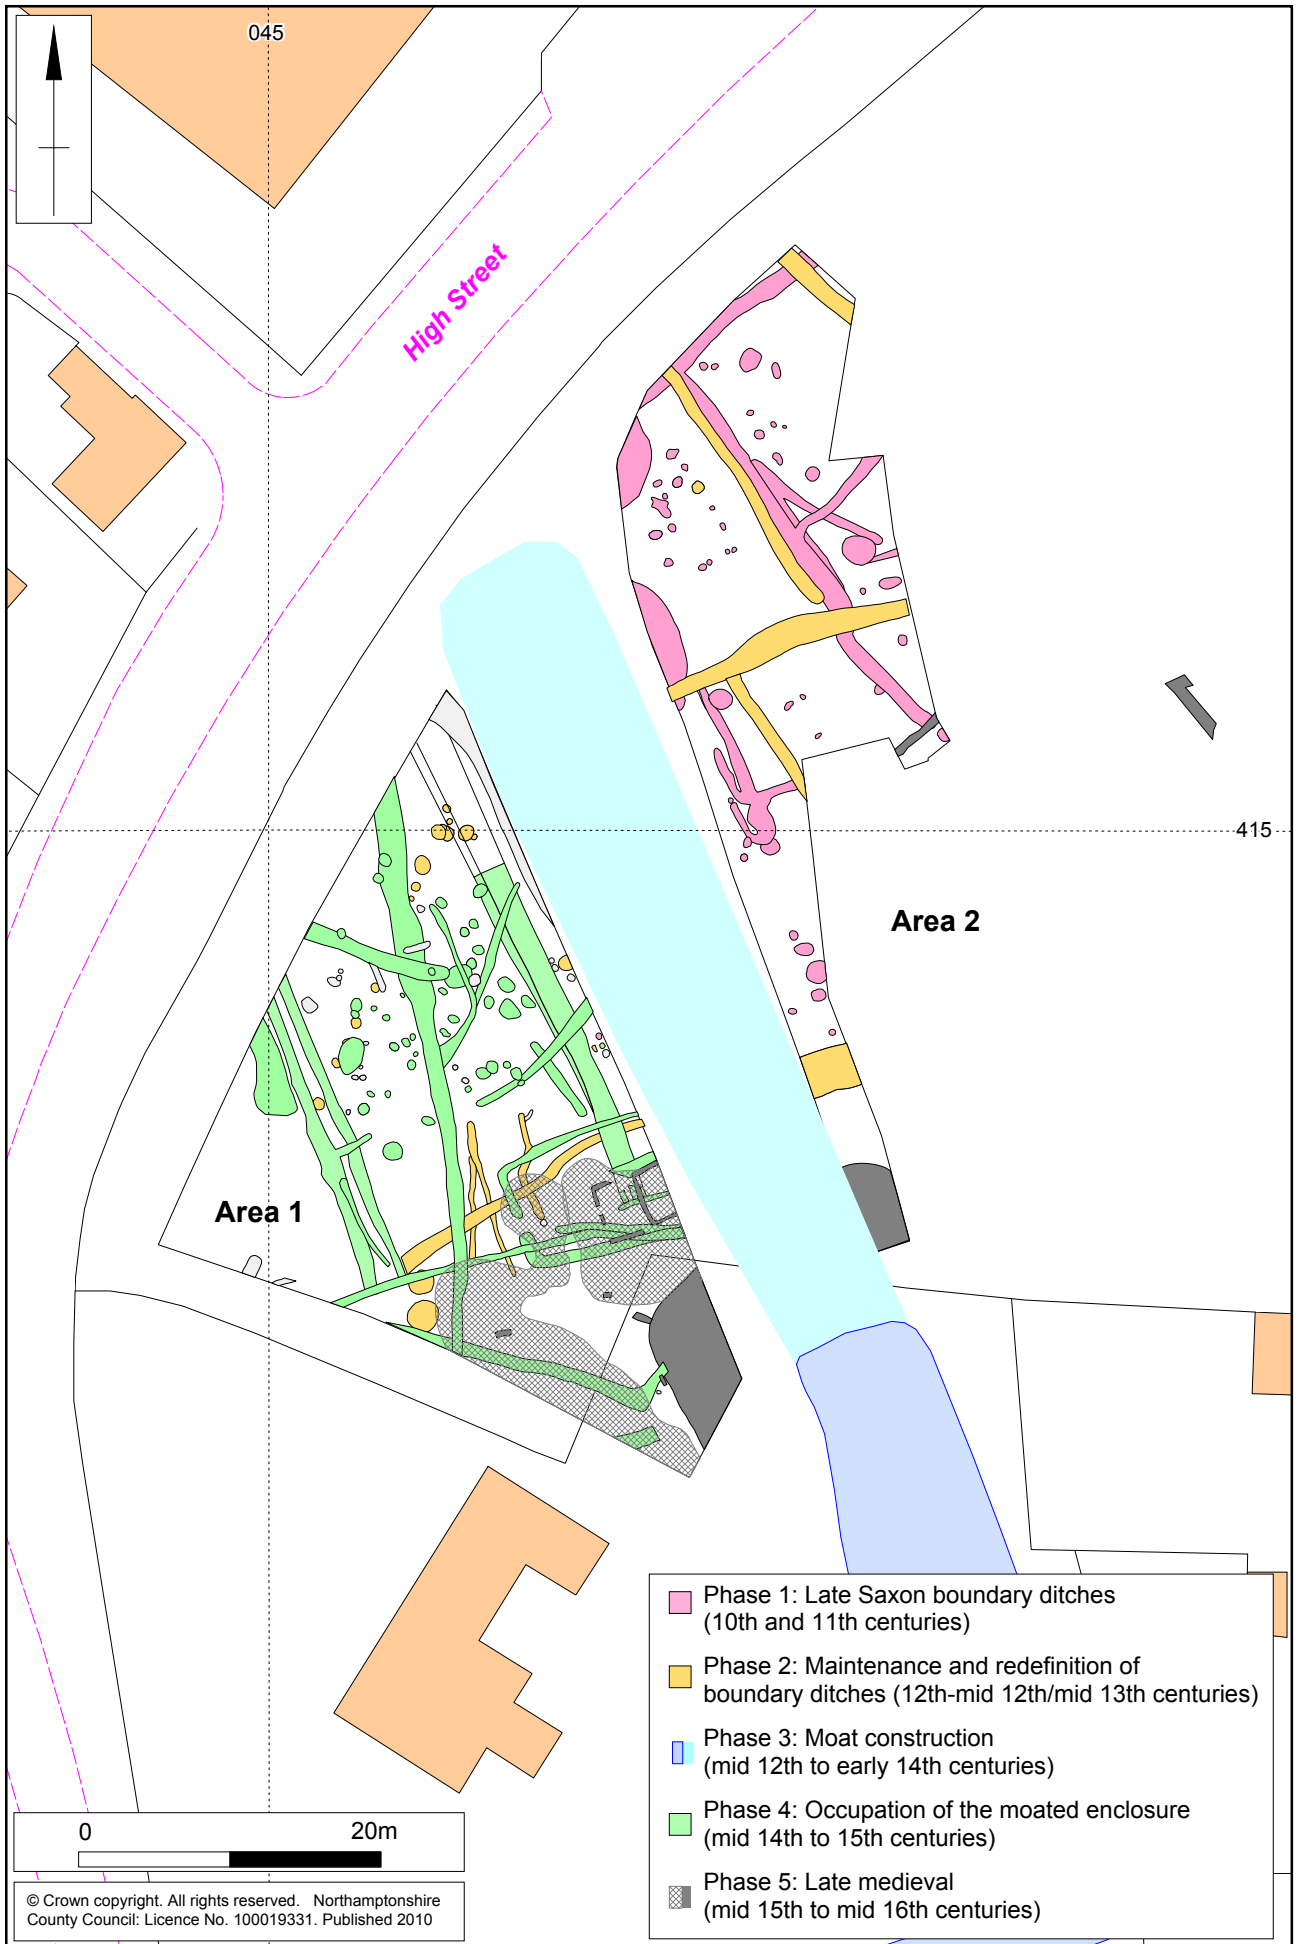 045
High Street
415
Area 2
Area 1
Phase 1: Late Saxon boundary ditches
(10th and 11th centuries)
Phase 2: Maintenance and redefinition of
boundary ditches (12th-mid 12th/mid 13th centuries)
Phase 3: Moat construction
(mid 12th to early 14th centuries)
Phase 4: Occupation of the moated enclosure
(mid 14th to 15th centuries)
Phase 5: Late medieval
(mid 15th to mid 16th centuries)
0 20m
© Crown copyright. All rights reserved. Northamptonshire
County Council: Licence No. 100019331. Published 2010